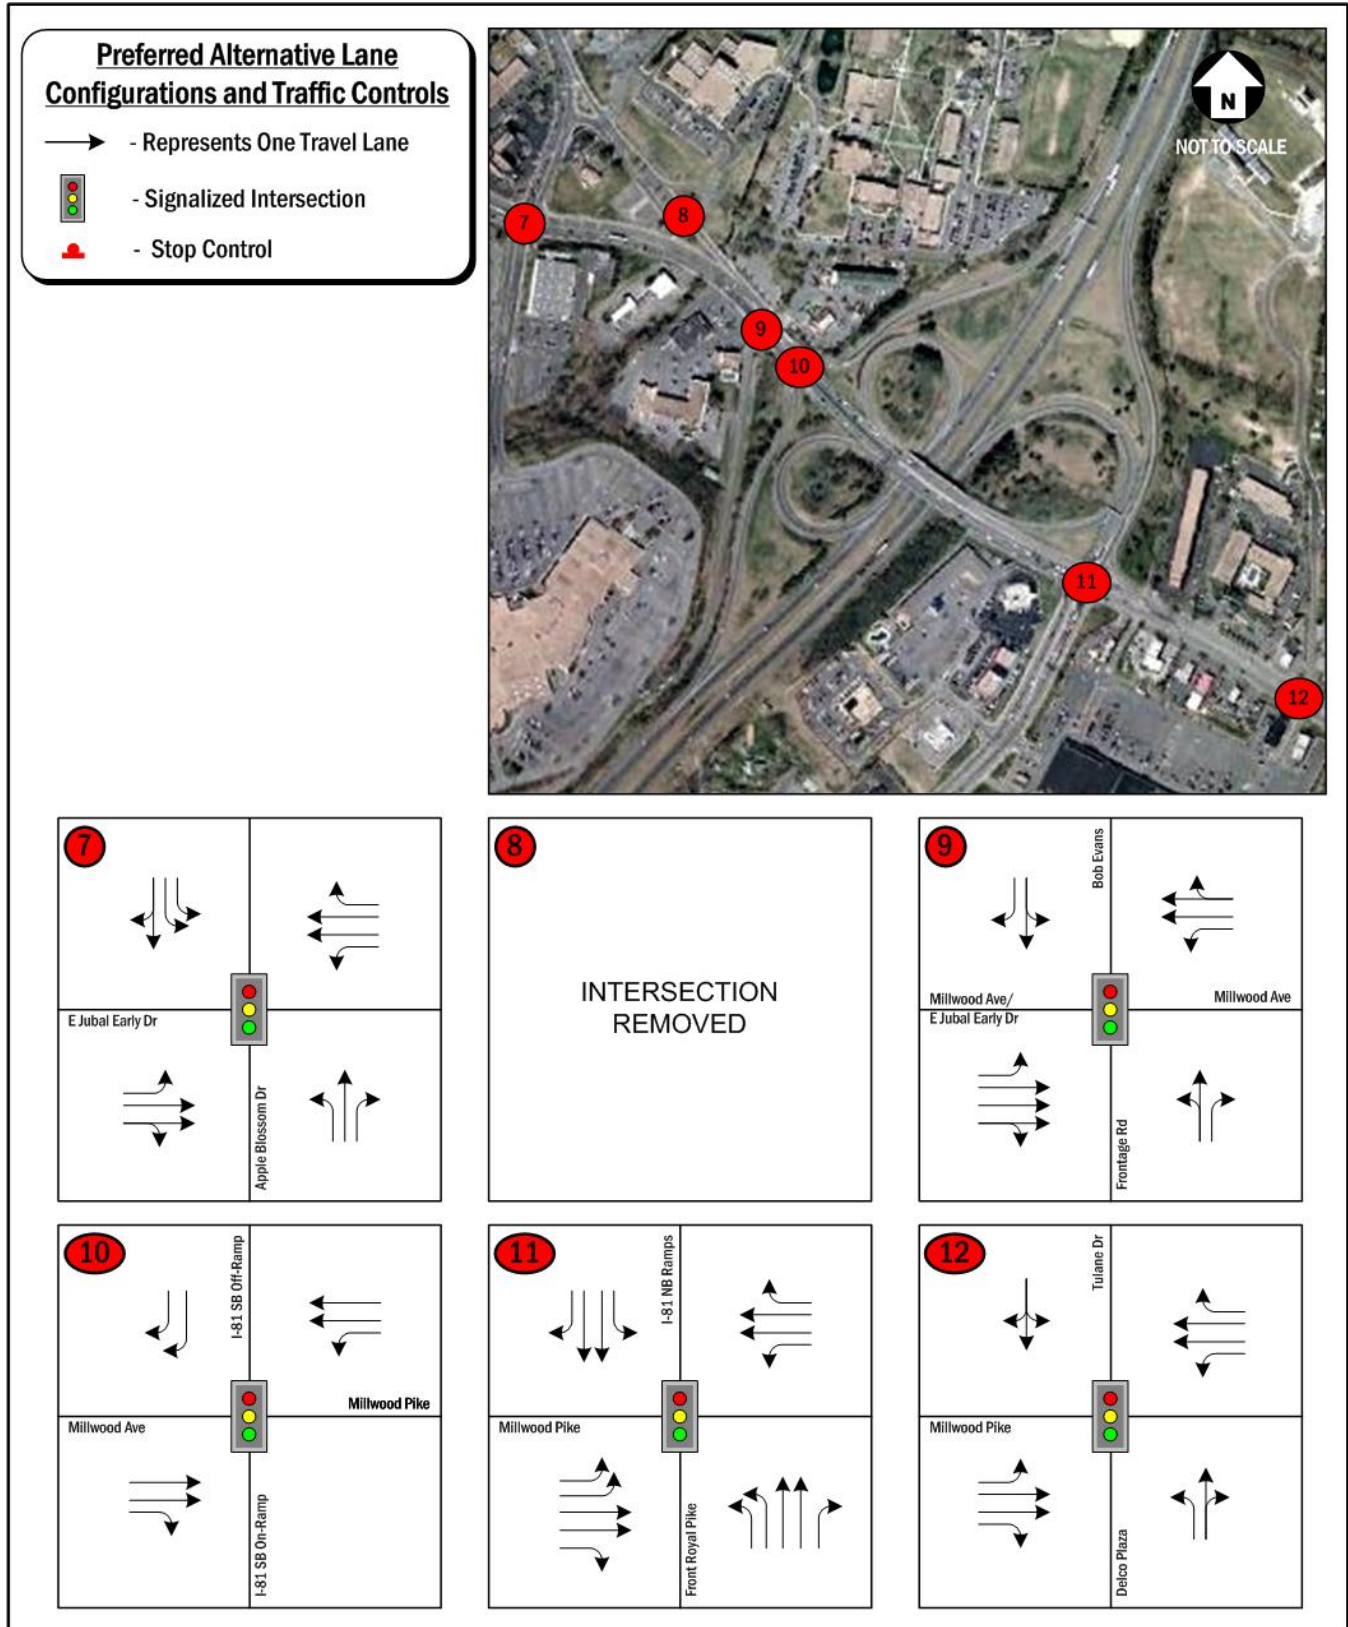 Preferred Alternative Lane
Configurations and Traffic Controls
- Represents One Travel Lane
- Signalized Intersection
- Stop Control
N
NOT TO SCALE
7
8
9
10
11
12
7
E Jubal Early Dr
Apple Blossom Dr
8
INTERSECTION
REMOVED
9
Bob Evans
Millwood Ave/
E Jubal Early Dr
Millwood Ave
Frontage Rd
10
I-81 SB Off-Ramp
Millwood Pike
Millwood Ave
I-81 SB On-Ramp
11
I-81 NB Ramps
Millwood Pike
Front Royal Pike
12
Tulane Dr
Millwood Pike
Delco Plaza